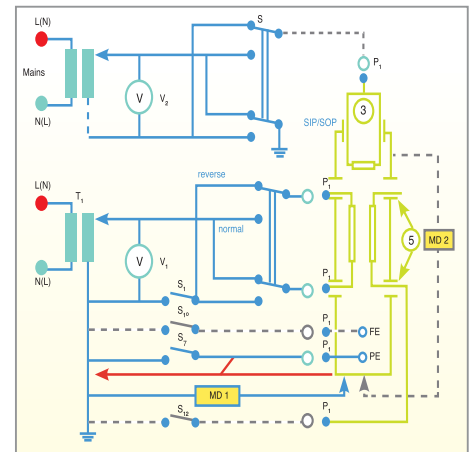 L(N)
S
Mains
P1
V
V2
3
N(L)
SIP/SOP
reverse
L(N)
T1
P1
normal
5
MD 2
V
V1
P1
N(L)
S1
S10
P1
FE
S7
P1
PE
MD 1
S12
P1